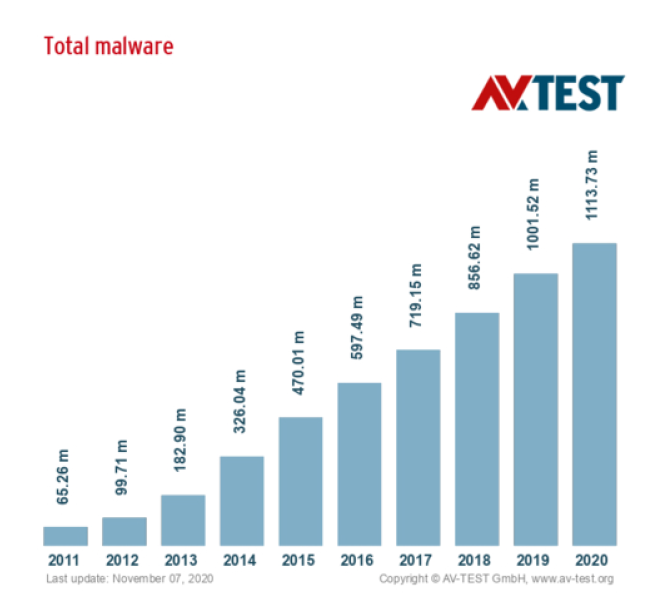 Total malware
AVTEST
65.26 m
99.71 m
182.90 m
326.04 m
470.01 m
597.49 m
719.15 m
856.62 m
1001.52 m
1113.73 m
2011 2012 2013 2014 2015 2016 2017 2018 2019 2020
Last update: November 07, 2020
Copyright © AV-TEST GmbH, www.av-test.org